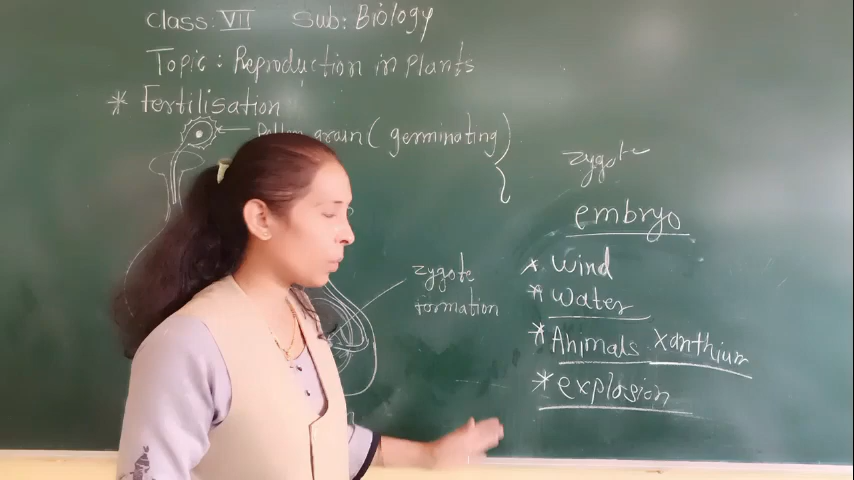 Class: VII Sub: Biology
Topic: Reproduction in plants
* Fertilisation
Pollen grain (germinating)
zygote
embryo
zygote
formation
* wind
* water
* Animals Xanthium
* explosion